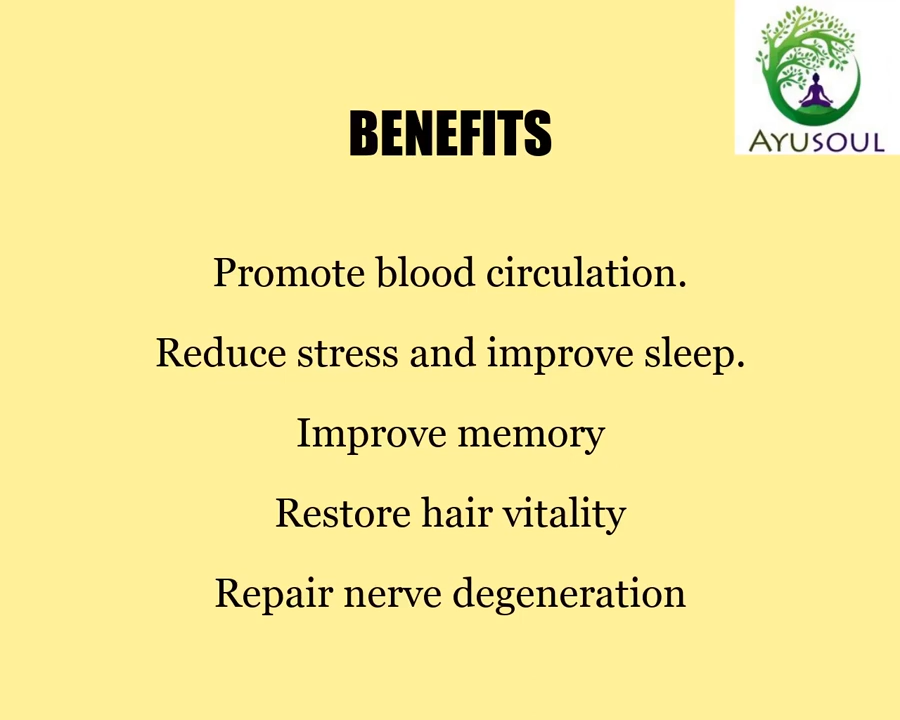 AYUSOUL
BENEFITS
Promote blood circulation.
Reduce stress and improve sleep.
Improve memory
Restore hair vitality
Repair nerve degeneration